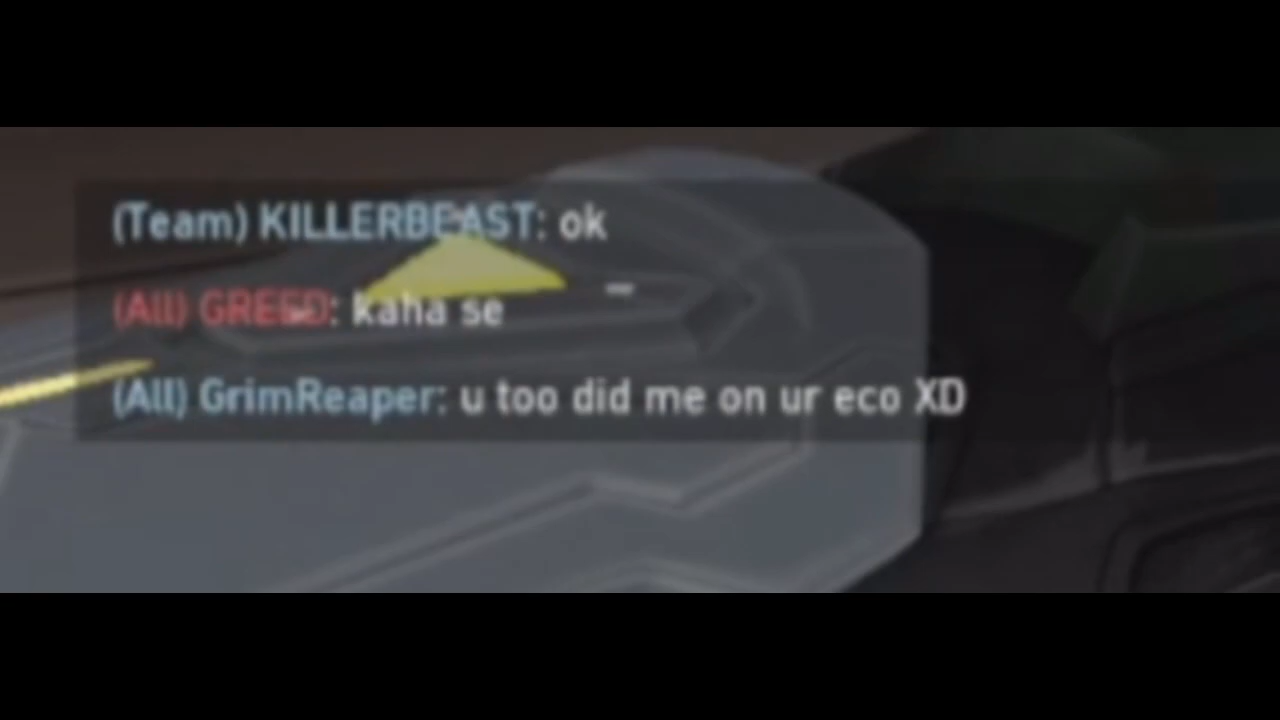 (Team) KILLERBEAST: ok
(All) GREED: kaha se
(All) GrimReaper: u too did me on ur eco XD